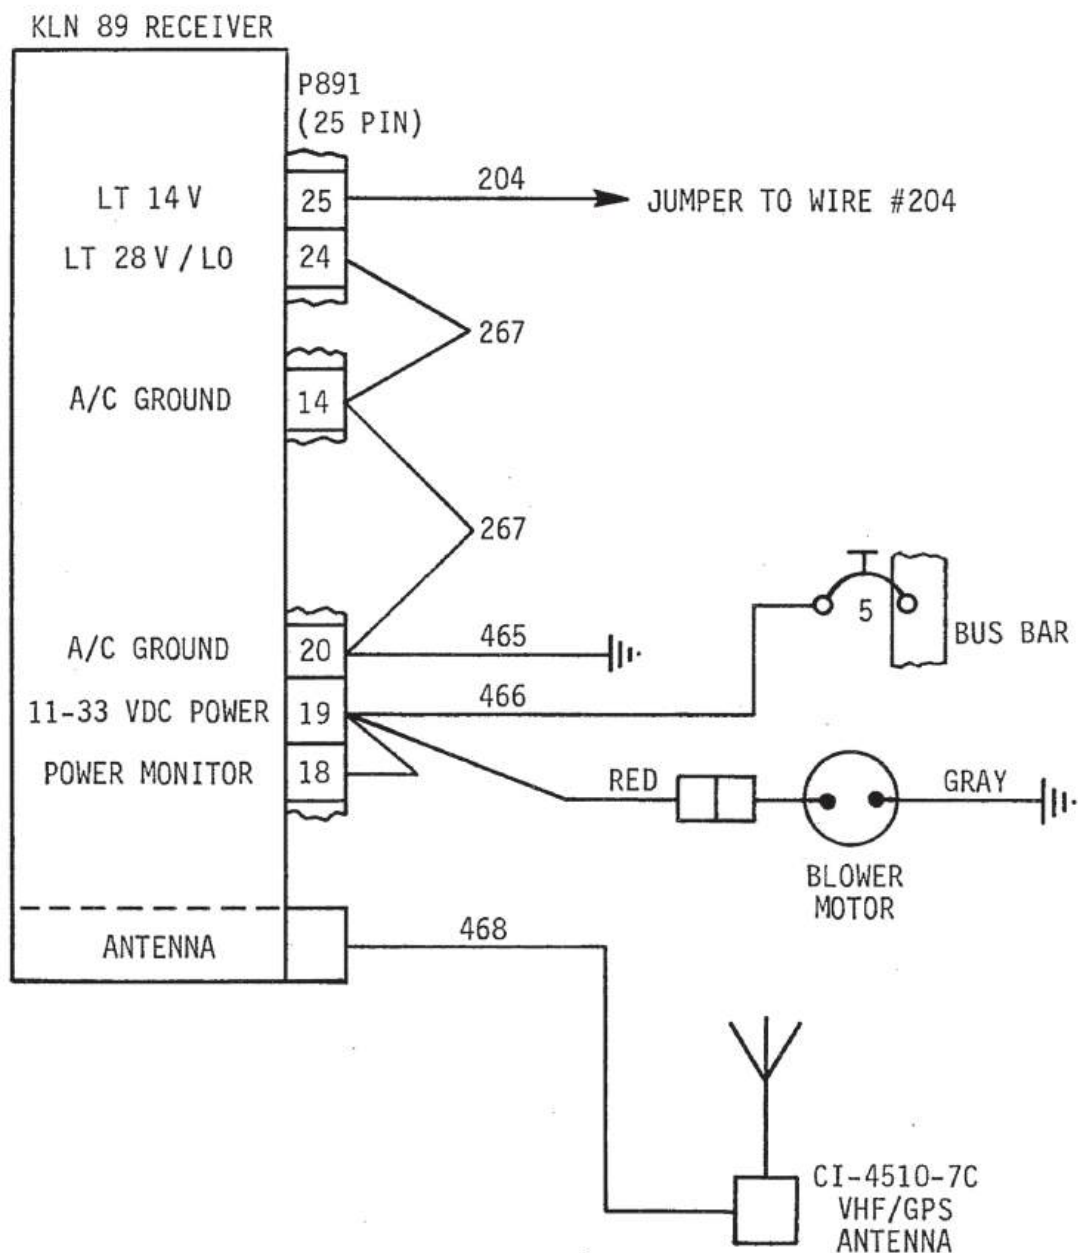 KLN 89 RECEIVER
P891
(25 PIN)
LT 14 V
25
204
JUMPER TO WIRE #204
LT 28 V / LO
24
267
A/C GROUND
14
267
5
BUS BAR
A/C GROUND
20
465
11-33 VDC POWER
19
466
POWER MONITOR
18
RED
GRAY
BLOWER
MOTOR
ANTENNA
468
CI-4510-7C
VHF/GPS
ANTENNA